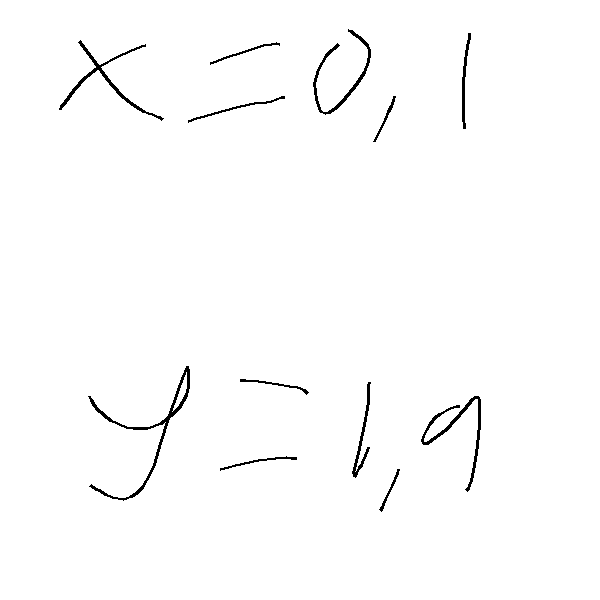 x = 0,1
y = 1,9